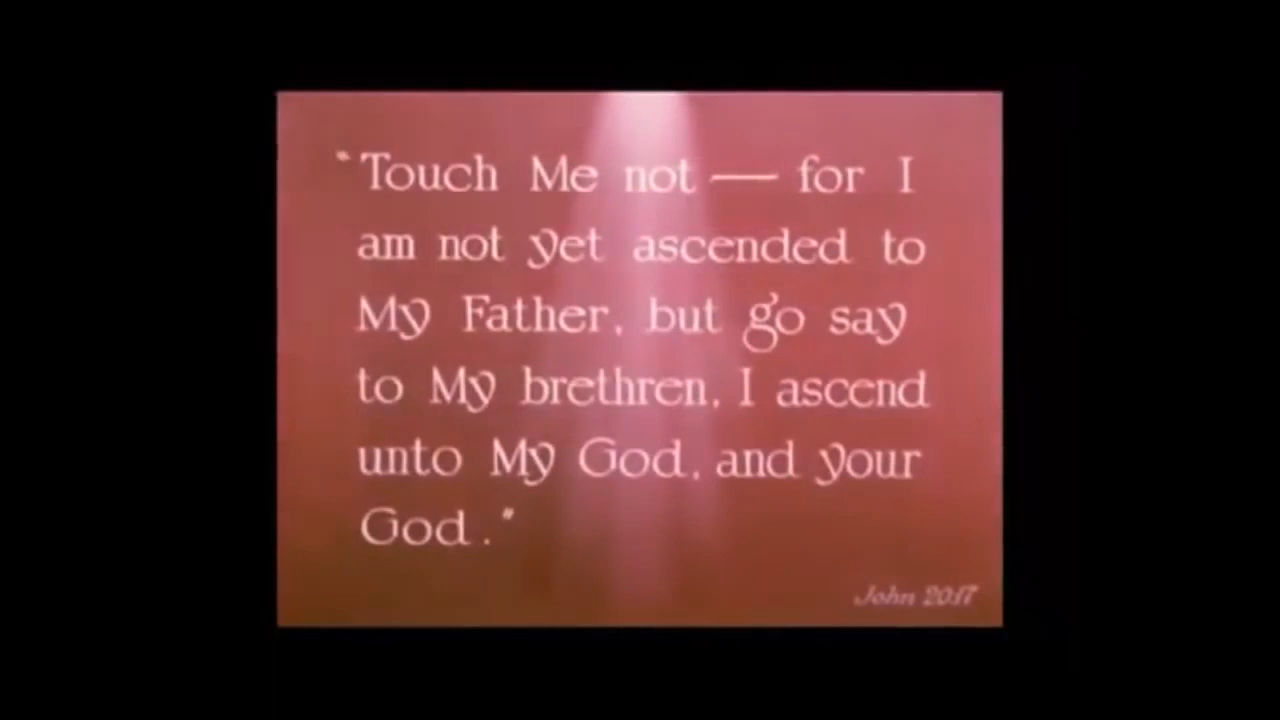 "Touch Me not — for I
am not yet ascended to
My Father, but go say
to My brethren, I ascend
unto My God, and your
God."
John 20:17